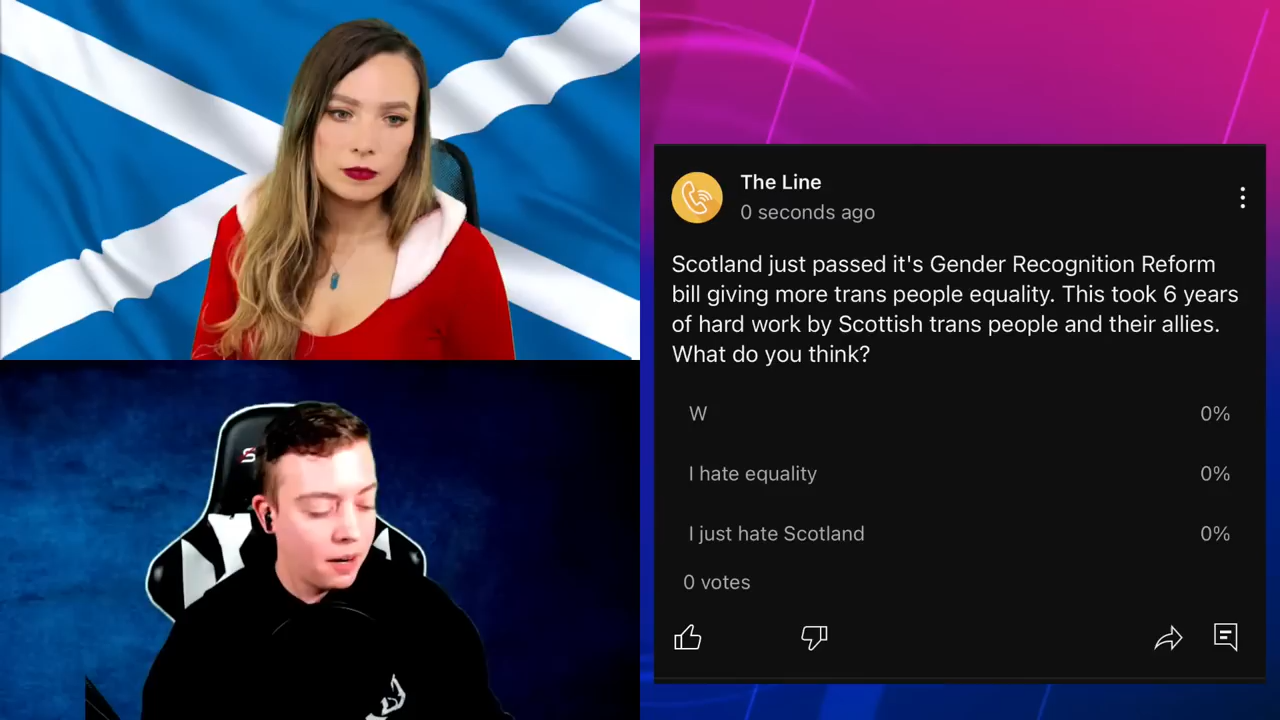 The Line
0 seconds ago
Scotland just passed it's Gender Recognition Reform
bill giving more trans people equality. This took 6 years
of hard work by Scottish trans people and their allies.
What do you think?
W 0%
I hate equality 0%
I just hate Scotland 0%
0 votes